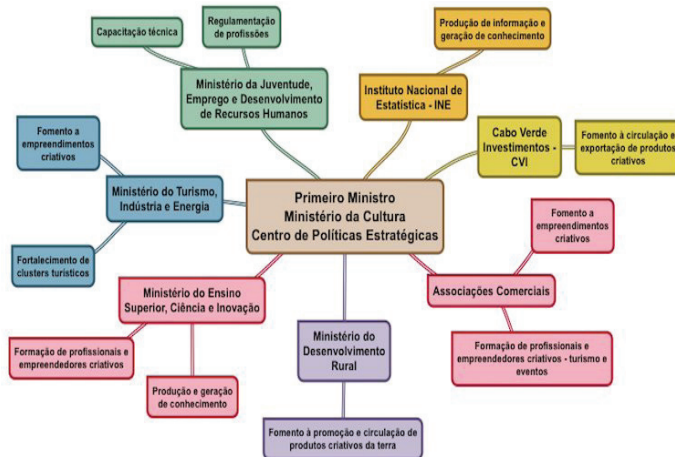 Capacitação técnica
Regulamentação
de profissões
Ministério da Juventude,
Emprego e Desenvolvimento
de Recursos Humanos
Produção de informação e
geração de conhecimento
Instituto Nacional de
Estatística - INE
Cabo Verde
Investimentos -
CVI
Fomento à circulação e
exportação de produtos
criativos
Fomento a
empreendimentos
criativos
Ministério do Turismo,
Indústria e Energia
Fortalecimento de
clusters turísticos
Primeiro Ministro
Ministério da Cultura
Centro de Políticas Estratégicas
Fomento a
empreendimentos
criativos
Associações Comerciais
Formação de profissionais e
empreendedores criativos - turismo e
eventos
Ministério do Ensino
Superior, Ciência e Inovação
Formação de profissionais e
empreendedores criativos
Produção e geração
de conhecimento
Ministério do
Desenvolvimento
Rural
Fomento à promoção e circulação de
produtos criativos da terra